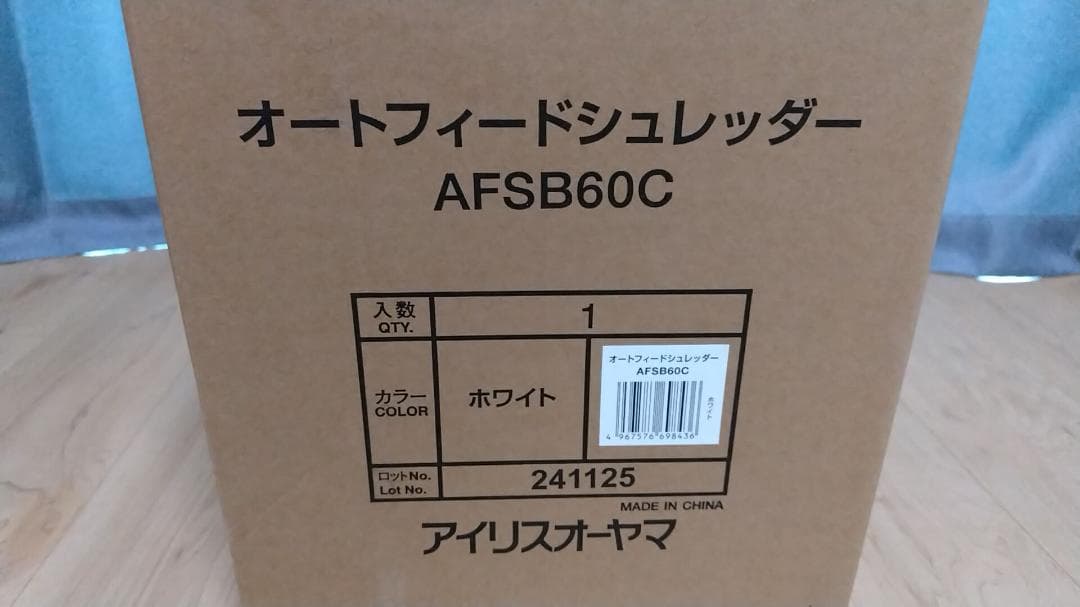 オートフィードシュレッダー
AFSB60C
入数
QTY.
1
カラー
COLOR
ホワイト
オートフィードシュレッダー
AFSB60C
ホワイト
4 967576 698436
ロットNo.
Lot No.
241125
MADE IN CHINA
アイリスオーヤマ